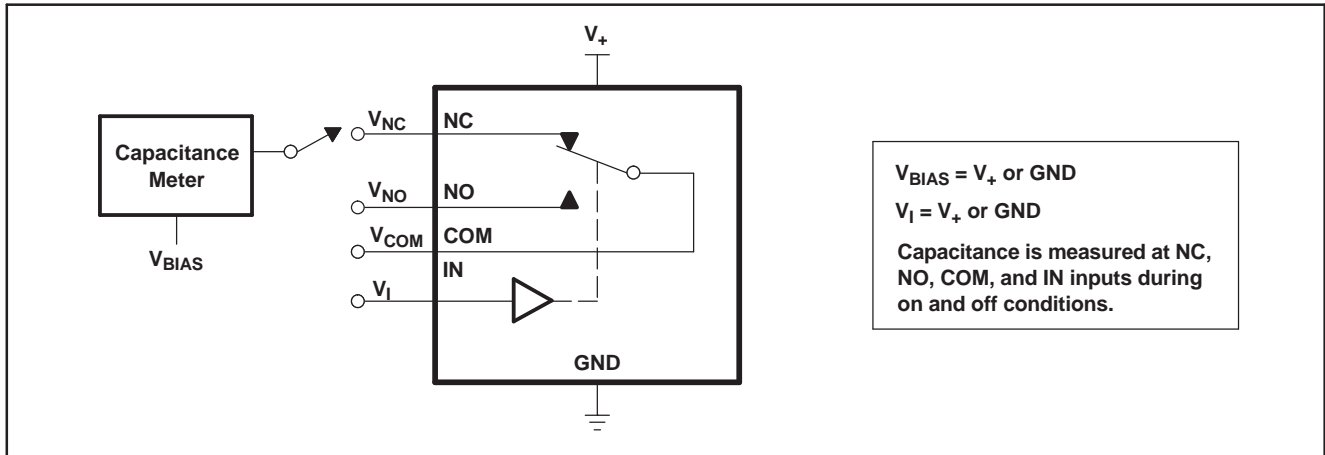 V+
Capacitance
Meter
VBIAS
VNC
NC
VNO
NO
VCOM
COM
IN
VI
GND
VBIAS = V+ or GND
VI = V+ or GND
Capacitance is measured at NC,
NO, COM, and IN inputs during
on and off conditions.